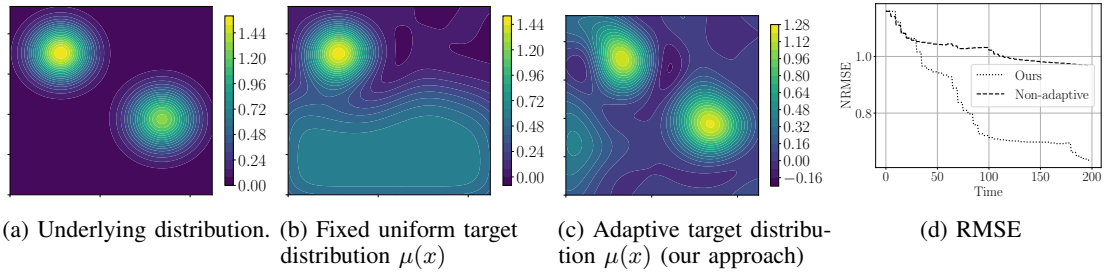 1.44
1.20
0.96
0.72
0.48
0.24
0.00
1.44
1.20
0.96
0.72
0.48
0.24
0.00
1.28
1.12
0.96
0.80
0.64
0.48
0.32
0.16
0.00
−0.16
NRMSE
1.0
0.8
Ours
Non-adaptive
0 50 100 150 200
Time
(a) Underlying distribution.
(b) Fixed uniform target
distribution μ(x)
(c) Adaptive target distribu-
tion μ(x) (our approach)
(d) RMSE